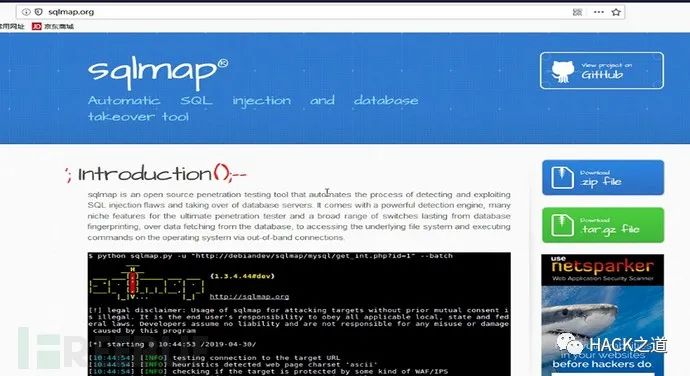 sqlmap.org
常用网址 京东商城
sqlmap®
Automatic SQL injection and database
takeover tool
View project on
GitHub
'; Introduction();--
sqlmap is an open source penetration testing tool that automates the process of detecting and exploiting
SQL injection flaws and taking over of database servers. It comes with a powerful detection engine, many
niche features for the ultimate penetration tester and a broad range of switches lasting from database
fingerprinting, over data fetching from the database, to accessing the underlying file system and executing
commands on the operating system via out-of-band connections.
Download
.zip file
Download
.tar.gz file
$ python sqlmap.py -u "http://debiandev/sqlmap/mysql/get_int.php?id=1" --batch
{1.3.4.44#dev}
http://sqlmap.org
[!] legal disclaimer: Usage of sqlmap for attacking targets without prior mutual consent i
s illegal. It is the end user's responsibility to obey all applicable local, state and fed
eral laws. Developers assume no liability and are not responsible for any misuse or damage
caused by this program
[*] starting @ 10:44:53 /2019-04-30/
[10:44:54] [INFO] testing connection to the target URL
[10:44:54] [INFO] heuristics detected web page charset 'ascii'
[10:44:54] [INFO] checking if the target is protected by some kind of WAF/IPS
use
netsparker
Web Application Security Scanner
in your websites
before hackers do
HACK之道